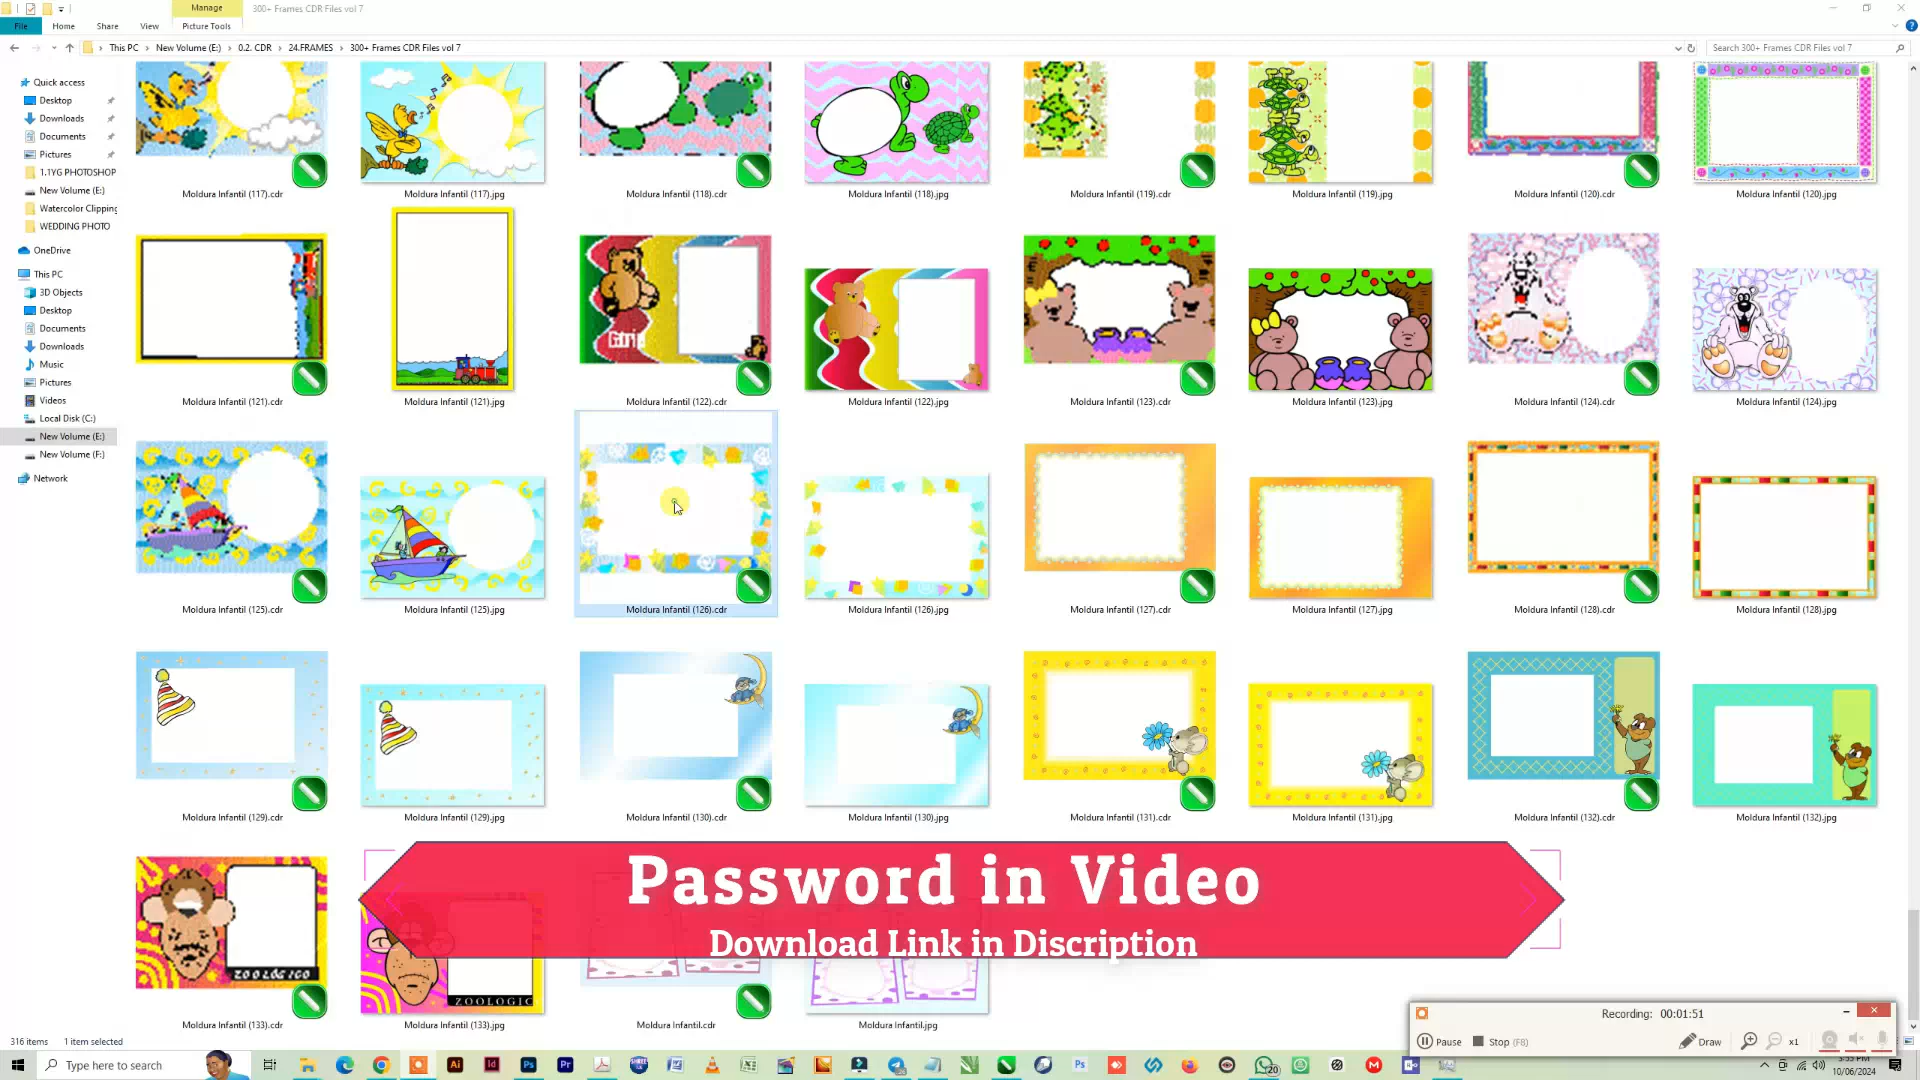 Manage
300+ Frames CDR Files vol 7
File
Home
Share
View
Picture Tools
This PC
New Volume (E:)
0.2. CDR
24.FRAMES
300+ Frames CDR Files vol 7
Search 300+ Frames CDR Files vol 7
Quick access
Desktop
Downloads
Documents
Pictures
1.1YG PHOTOSHOP
New Volume (E:)
Watercolor Clipping
WEDDING PHOTO
OneDrive
This PC
3D Objects
Desktop
Documents
Downloads
Music
Pictures
Videos
Local Disk (C:)
New Volume (E:)
New Volume (F:)
Network
Moldura Infantil (117).cdr
Moldura Infantil (117).jpg
Moldura Infantil (118).cdr
Moldura Infantil (118).jpg
Moldura Infantil (119).cdr
Moldura Infantil (119).jpg
Moldura Infantil (120).cdr
Moldura Infantil (120).jpg
Moldura Infantil (121).cdr
Moldura Infantil (121).jpg
Moldura Infantil (122).cdr
Moldura Infantil (122).jpg
Moldura Infantil (123).cdr
Moldura Infantil (123).jpg
Moldura Infantil (124).cdr
Moldura Infantil (124).jpg
Moldura Infantil (125).cdr
Moldura Infantil (125).jpg
Moldura Infantil (126).cdr
Moldura Infantil (126).jpg
Moldura Infantil (127).cdr
Moldura Infantil (127).jpg
Moldura Infantil (128).cdr
Moldura Infantil (128).jpg
Moldura Infantil (129).cdr
Moldura Infantil (129).jpg
Moldura Infantil (130).cdr
Moldura Infantil (130).jpg
Moldura Infantil (131).cdr
Moldura Infantil (131).jpg
Moldura Infantil (132).cdr
Moldura Infantil (132).jpg
Password in Video
Download Link in Discription
ZOOLOGICO
ZOOLOGIC
Moldura Infantil (133).cdr
Moldura Infantil (133).jpg
Moldura Infantil.cdr
Moldura Infantil.jpg
Recording: 00:01:51
Pause
Stop (F8)
Draw
x1
316 items
1 item selected
Type here to search
Ai
Id
Ps
Pr
Ps
20
3:53 PM
10/06/2024